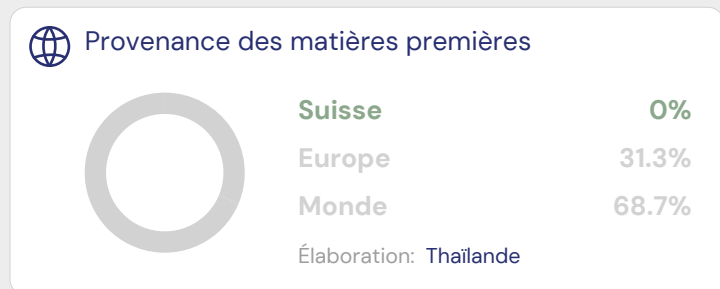 Provenance des matières premières
Suisse 0%
Europe 31.3%
Monde 68.7%
Élaboration: Thaïlande